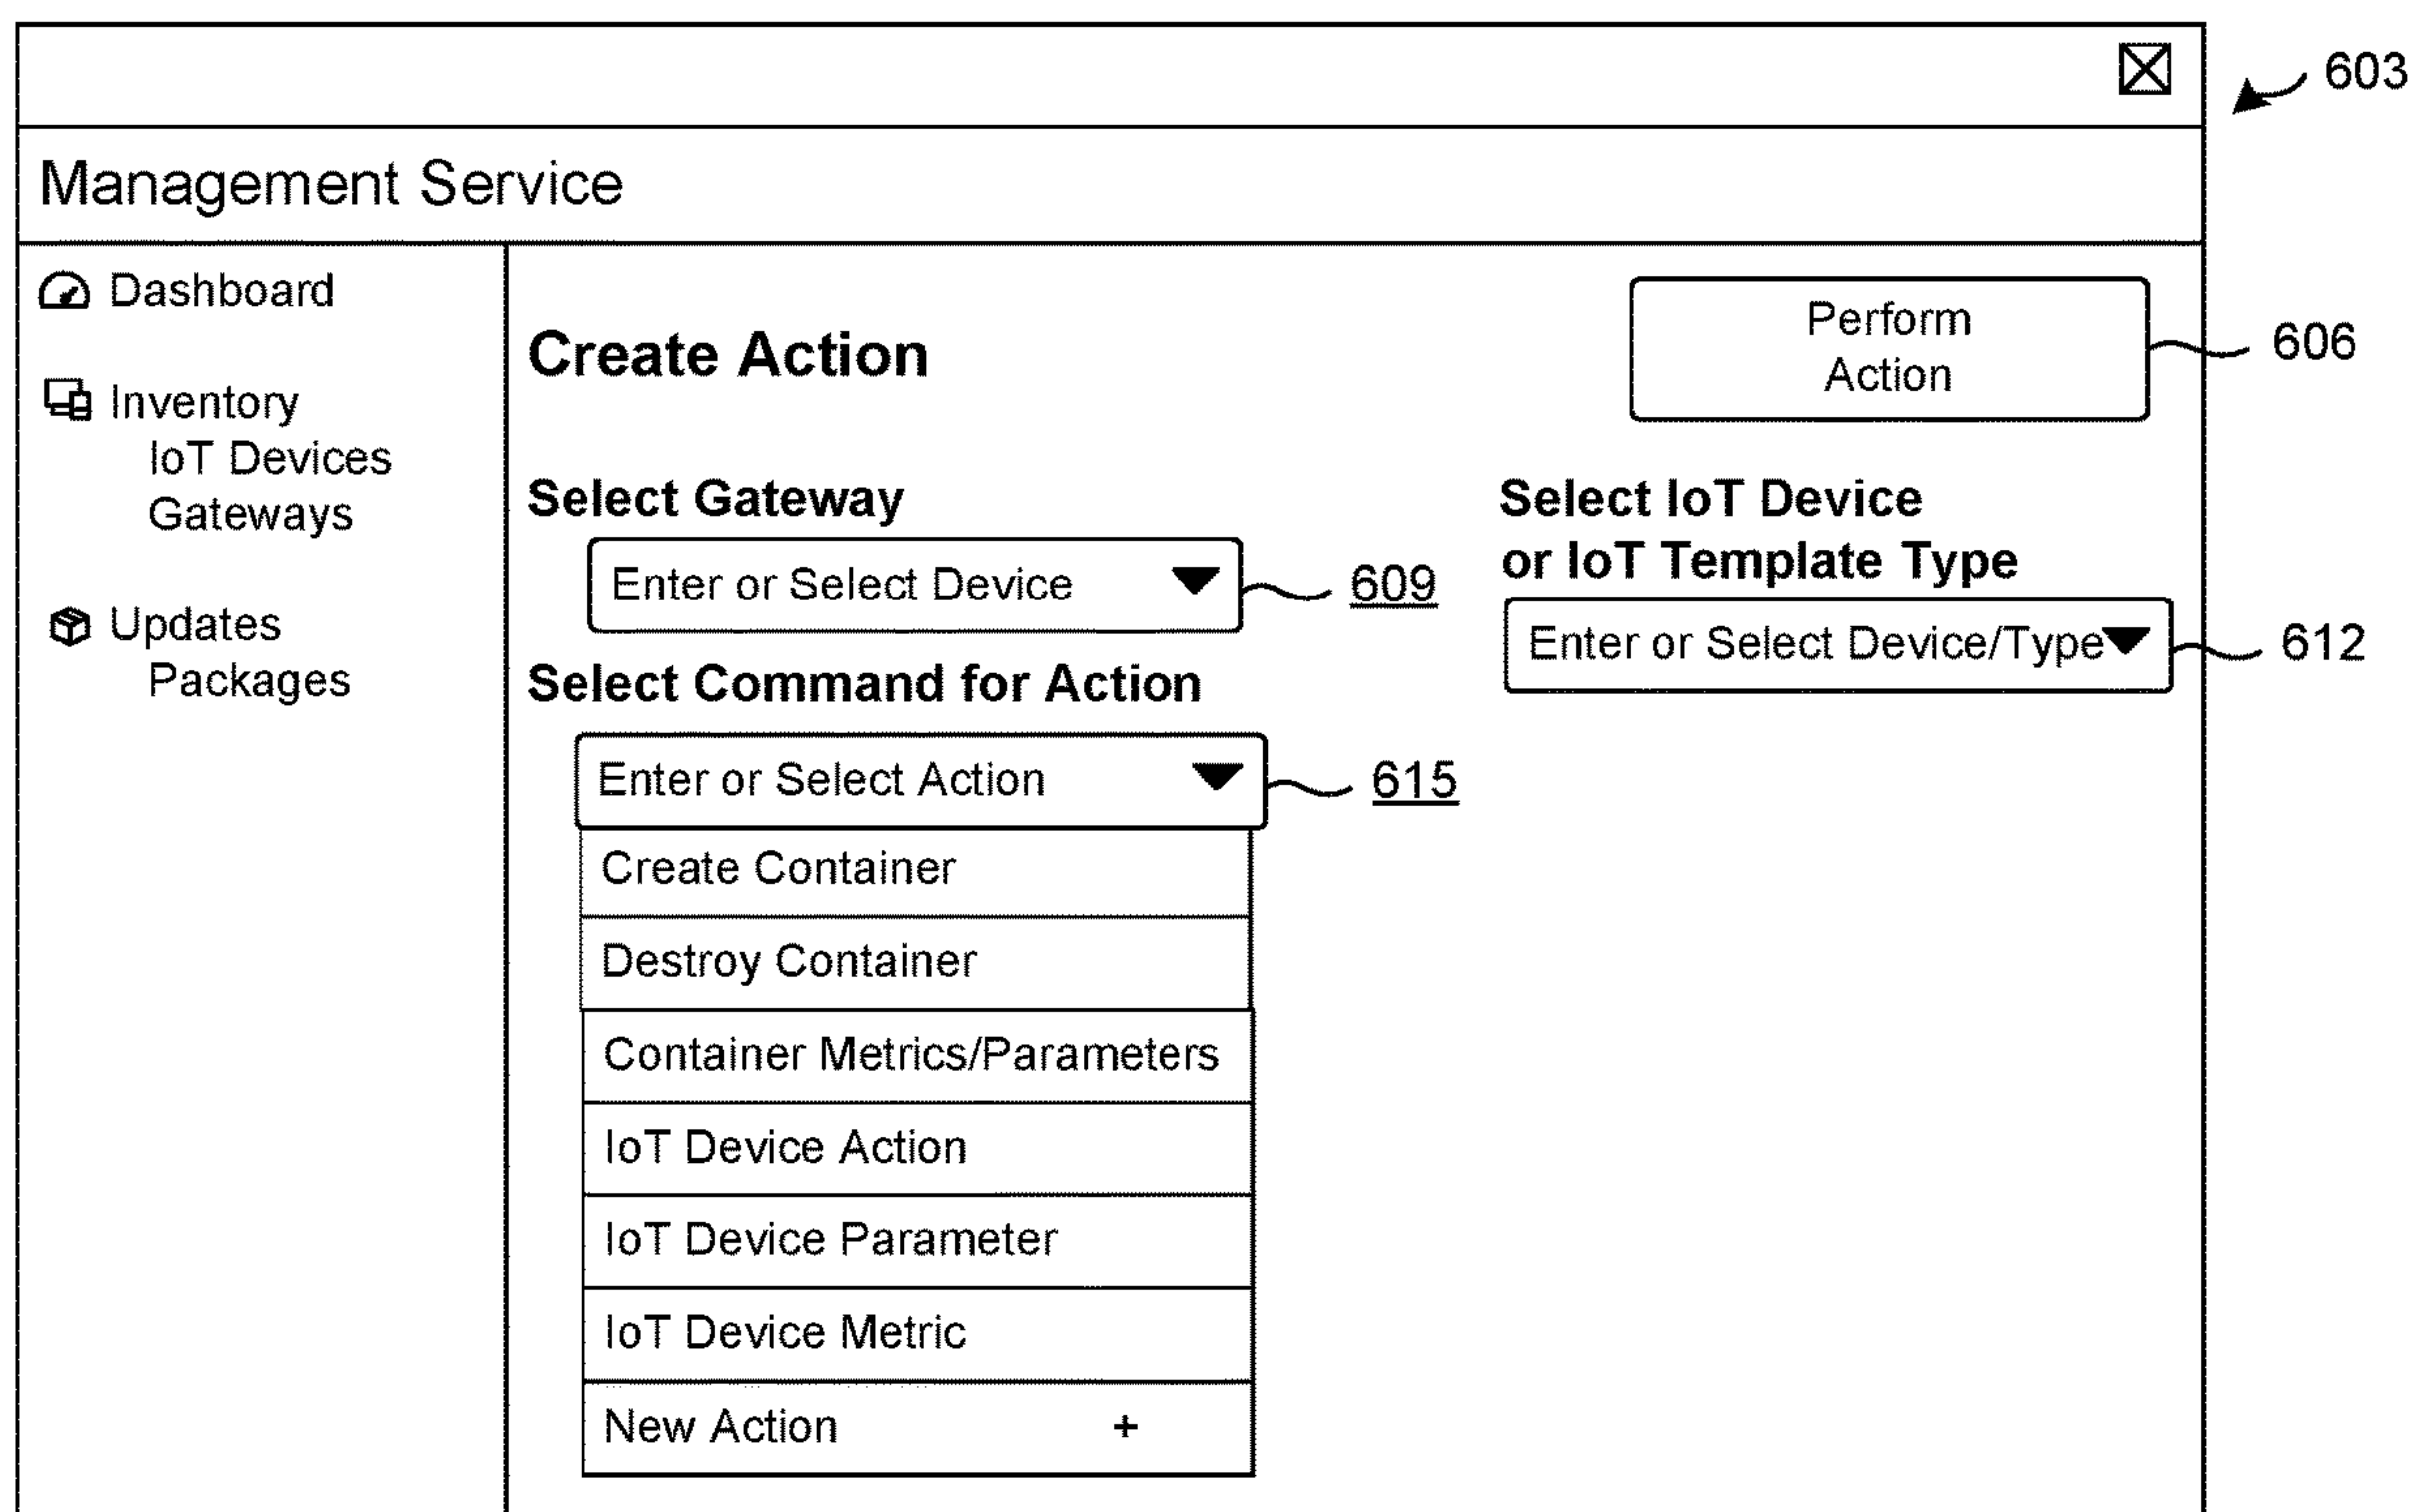 603
Management Service
Dashboard
Inventory
IoT Devices
Gateways
Updates
Packages
Create Action
Perform
Action
606
Select Gateway
Enter or Select Device
609
Select IoT Device
or IoT Template Type
Enter or Select Device/Type
612
Select Command for Action
Enter or Select Action
615
Create Container
Destroy Container
Container Metrics/Parameters
IoT Device Action
IoT Device Parameter
IoT Device Metric
New Action +